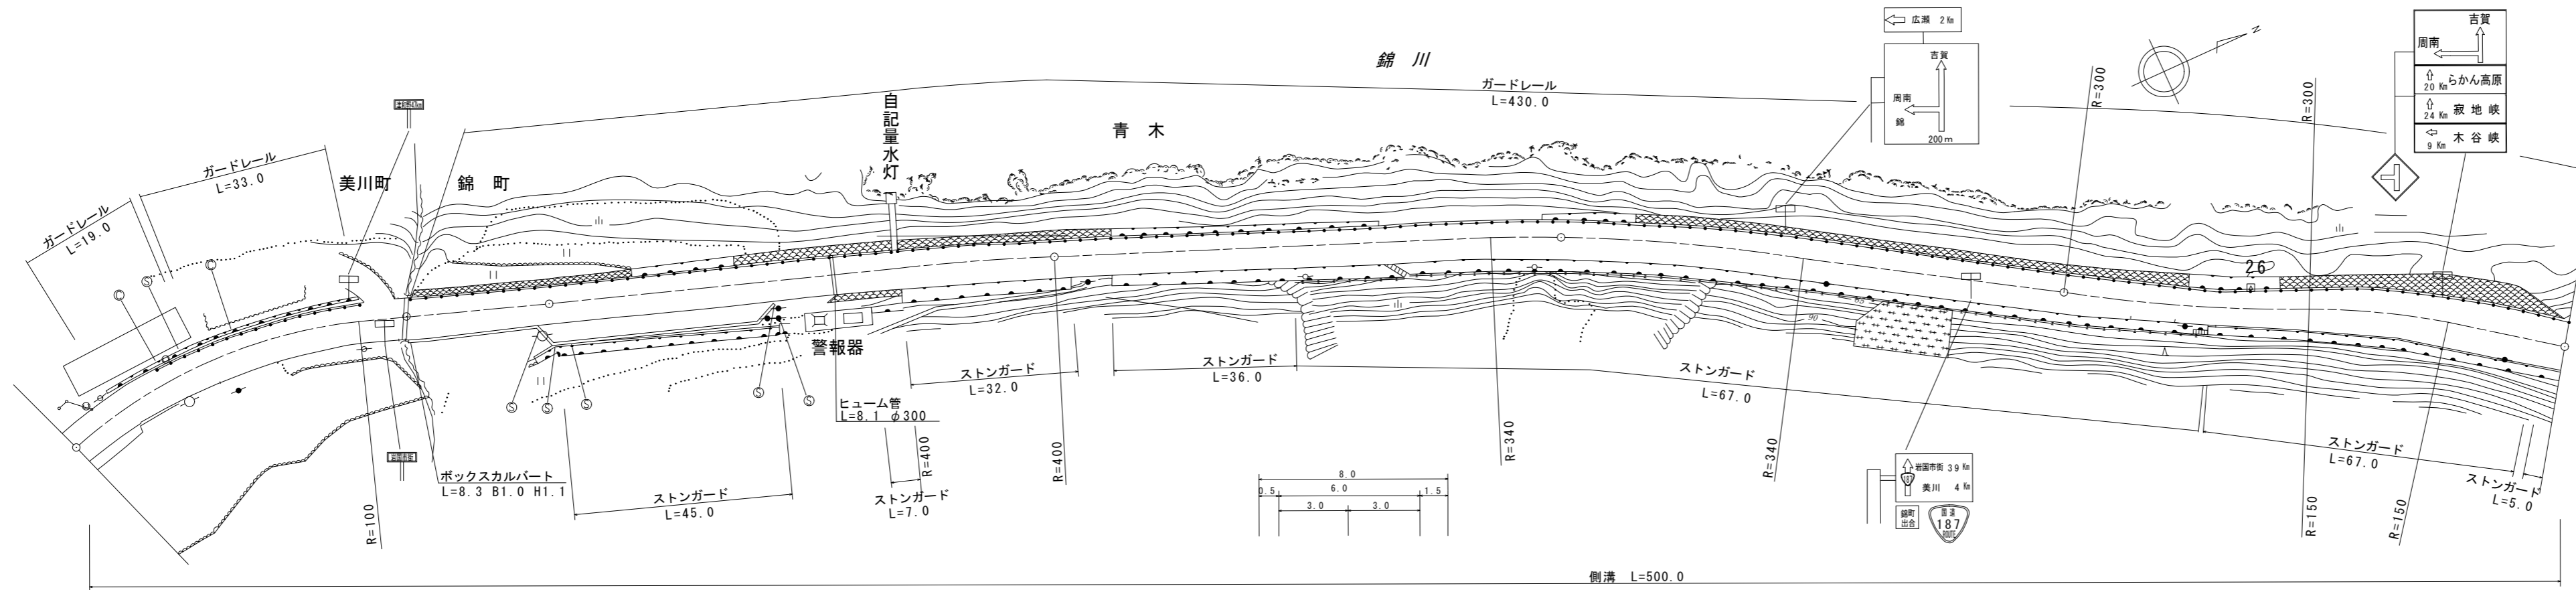 ガードレール
L=19.0
ガードレール
L=33.0
美川町
錦 町
自記量水灯
青 木
錦 川
ガードレール
L=430.0
広瀬 2㎞
吉賀
周南
錦
200m
R=300
R=300
N
吉賀
周南
20㎞ らかん高原
24㎞ 寂地峡
9㎞ 木谷峡
26
90
警報器
ヒューム管
L=8.1 φ300
ボックスカルバート
L=8.3 B1.0 H1.1
岩国市街
R=100
ストンガード
L=45.0
ストンガード
L=7.0
R=400
ストンガード
L=32.0
R=400
ストンガード
L=36.0
R=340
ストンガード
L=67.0
R=340
8.0
0.5 6.0 1.5
3.0 3.0
岩国市街 39㎞
187
美川 4㎞
錦町
出合
国道
187
ROUTE
R=150
R=150
ストンガード
L=67.0
ストンガード
L=5.0
側溝 L=500.0
C
S
C
S
S
S
S
S